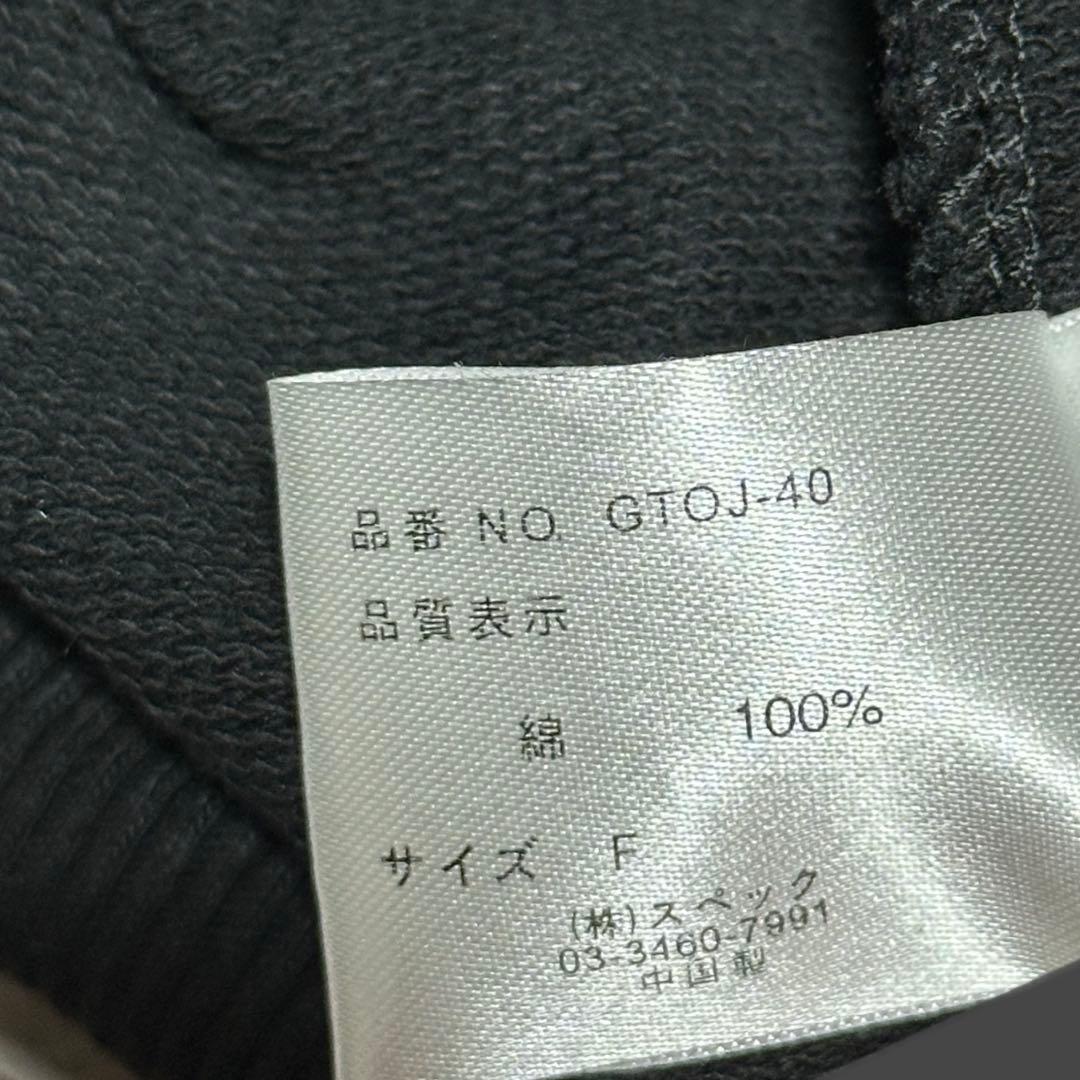 品番 NO. GTOJ-40
品質表示
綿 100%
サイズ F
(株)スペック
03-3460-7991
中国製